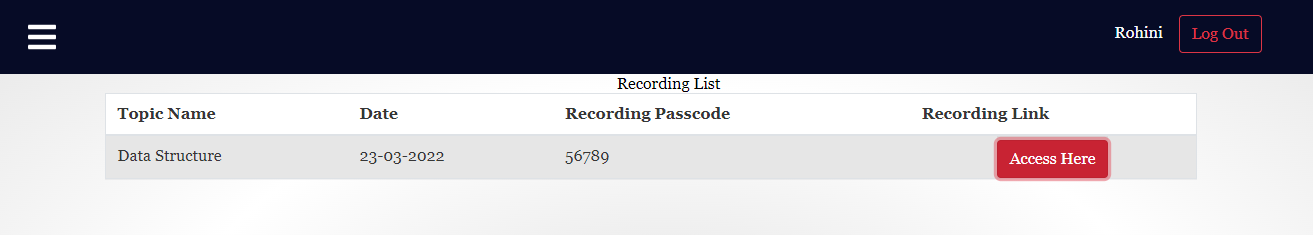 Rohini Log Out
Recording List
Topic Name Date Recording Passcode Recording Link
Data Structure 23-03-2022 56789 Access Here